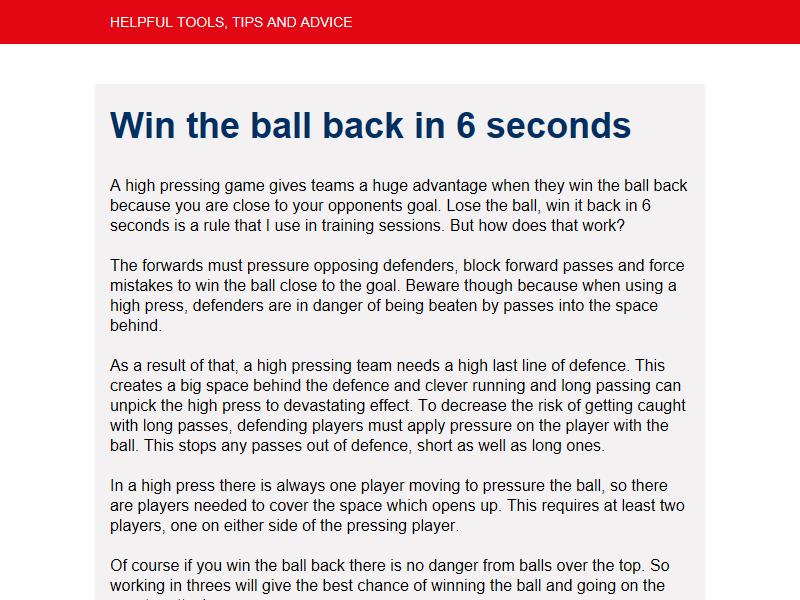 HELPFUL TOOLS, TIPS AND ADVICE
Win the ball back in 6 seconds
A high pressing game gives teams a huge advantage when they win the ball back
because you are close to your opponents goal. Lose the ball, win it back in 6
seconds is a rule that I use in training sessions. But how does that work?
The forwards must pressure opposing defenders, block forward passes and force
mistakes to win the ball close to the goal. Beware though because when using a
high press, defenders are in danger of being beaten by passes into the space
behind.
As a result of that, a high pressing team needs a high last line of defence. This
creates a big space behind the defence and clever running and long passing can
unpick the high press to devastating effect. To decrease the risk of getting caught
with long passes, defending players must apply pressure on the player with the
ball. This stops any passes out of defence, short as well as long ones.
In a high press there is always one player moving to pressure the ball, so there
are players needed to cover the space which opens up. This requires at least two
players, one on either side of the pressing player.
Of course if you win the ball back there is no danger from balls over the top. So
working in threes will give the best chance of winning the ball and going on the